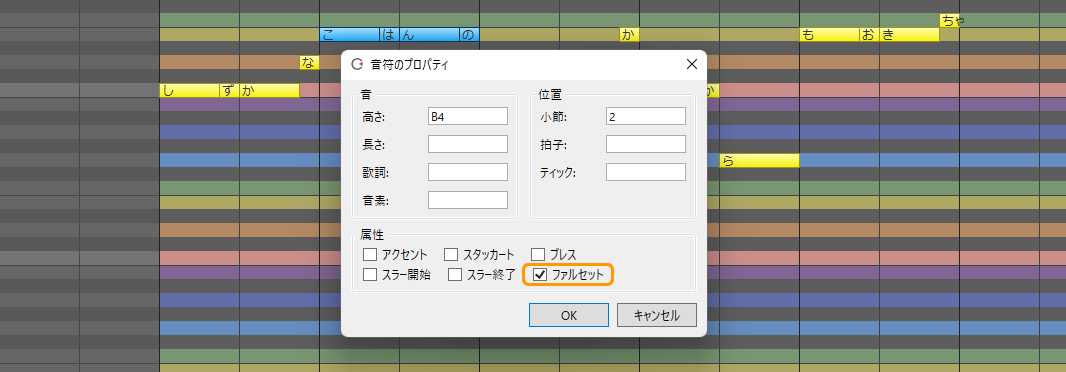 ちゃ
こ は ん の か も お き
な
し ず か か
ら
音符のプロパティ
音 位置
高さ: B4 小節: 2
長さ: 拍子:
歌詞: ティック:
音素:
属性
アクセント スタッカート ブレス
スラー開始 スラー終了 ファルセット
OK キャンセル